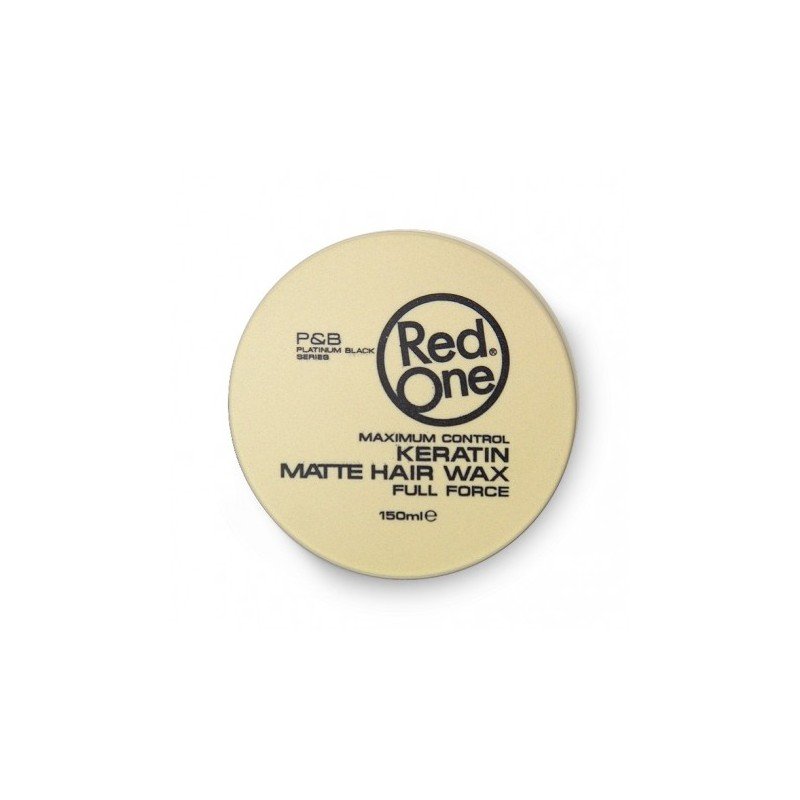 P&B
PLATINUM BLACK
SERIES
Red®
One
MAXIMUM CONTROL
KERATIN
MATTE HAIR WAX
FULL FORCE
150ml℮